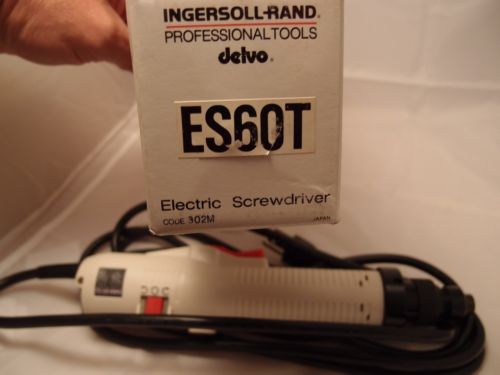 INGERSOLL-RAND
PROFESSIONAL TOOLS
delvo®
ES60T
Electric Screwdriver
CODE 302M
JAPAN